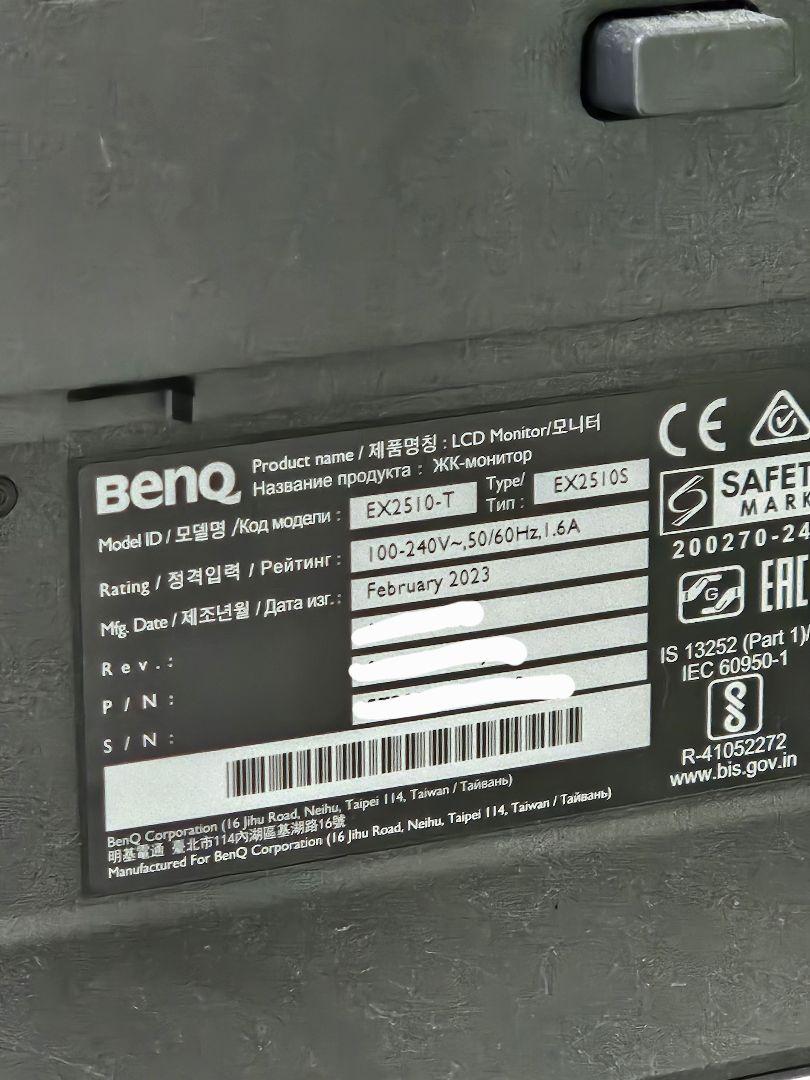 BenQ
Product name / 제품명칭 : LCD Monitor/모니터
Название продукта : ЖК-монитор
Model ID / 모델명 /Код модели : EX2510-T Type/ Тип : EX2510S
Rating / 정격입력 / Рейтинг : 100-240V~,50/60Hz,1.6A
Mfg. Date / 제조년월 / Дата изг.: February 2023
Rev.:
P/N:
S/N:
BenQ Corporation (16 Jihu Road, Neihu, Taipei 114, Taiwan / Тайвань)
明基電通 臺北市114內湖區基湖路16號
Manufactured For BenQ Corporation (16 Jihu Road, Neihu, Taipei 114, Taiwan / Тайвань)
CE
SAFET
MARK
200270-24
G
EAC
IS 13252 (Part 1)/
IEC 60950-1
R-41052272
www.bis.gov.in